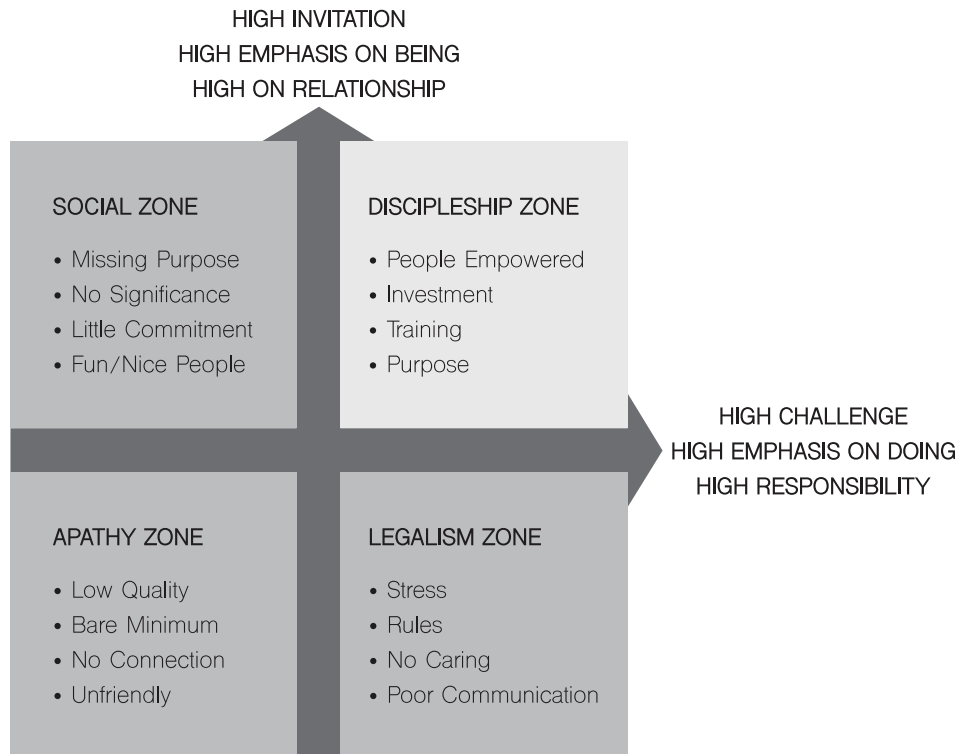 HIGH INVITATION
HIGH EMPHASIS ON BEING
HIGH ON RELATIONSHIP
SOCIAL ZONE
• Missing Purpose
• No Significance
• Little Commitment
• Fun/Nice People
DISCIPLESHIP ZONE
• People Empowered
• Investment
• Training
• Purpose
HIGH CHALLENGE
HIGH EMPHASIS ON DOING
HIGH RESPONSIBILITY
APATHY ZONE
• Low Quality
• Bare Minimum
• No Connection
• Unfriendly
LEGALISM ZONE
• Stress
• Rules
• No Caring
• Poor Communication